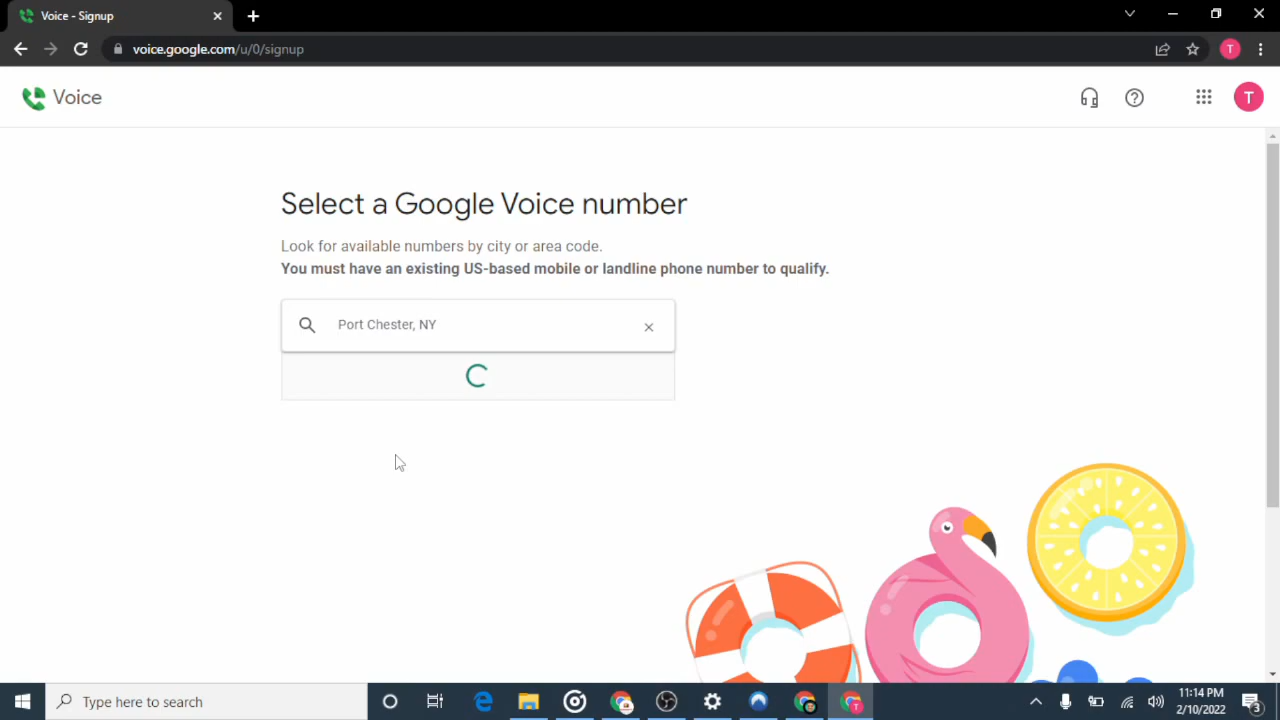 Voice - Signup
voice.google.com/u/0/signup
T
Voice
T
Select a Google Voice number
Look for available numbers by city or area code.
You must have an existing US-based mobile or landline phone number to qualify.
Port Chester, NY
Type here to search
T
11:14 PM
2/10/2022
3